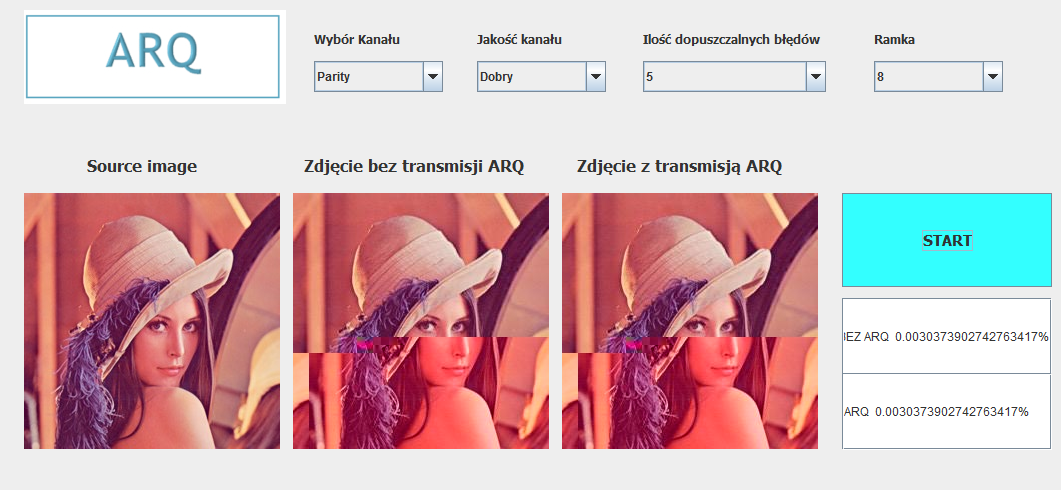 ARQ
Wybór Kanału
Jakość kanału
Ilość dopuszczalnych błędów
Ramka
Parity
Dobry
5
8
Source image
Zdjęcie bez transmisji ARQ
Zdjęcie z transmisją ARQ
START
IEZ ARQ 0.0030373902742763417%
ARQ 0.0030373902742763417%